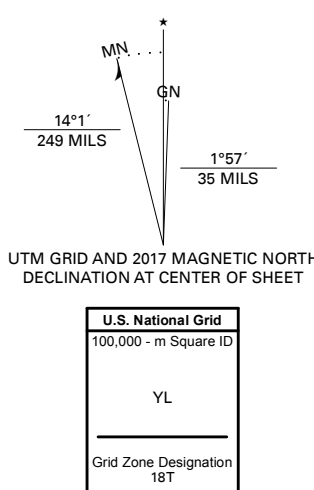 ★
MN
GN
14°1´
249 MILS
1°57´
35 MILS
UTM GRID AND 2017 MAGNETIC NORTH
DECLINATION AT CENTER OF SHEET
U.S. National Grid
100,000 - m Square ID
YL
Grid Zone Designation
18T